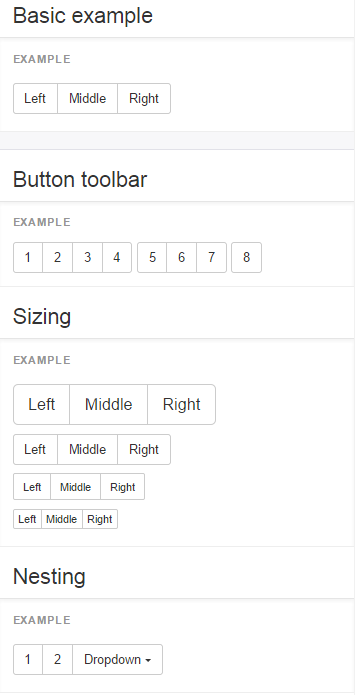 Basic example
EXAMPLE
Left Middle Right
Button toolbar
EXAMPLE
1 2 3 4 5 6 7 8
Sizing
EXAMPLE
Left Middle Right
Left Middle Right
Left Middle Right
Left Middle Right
Nesting
EXAMPLE
1 2 Dropdown